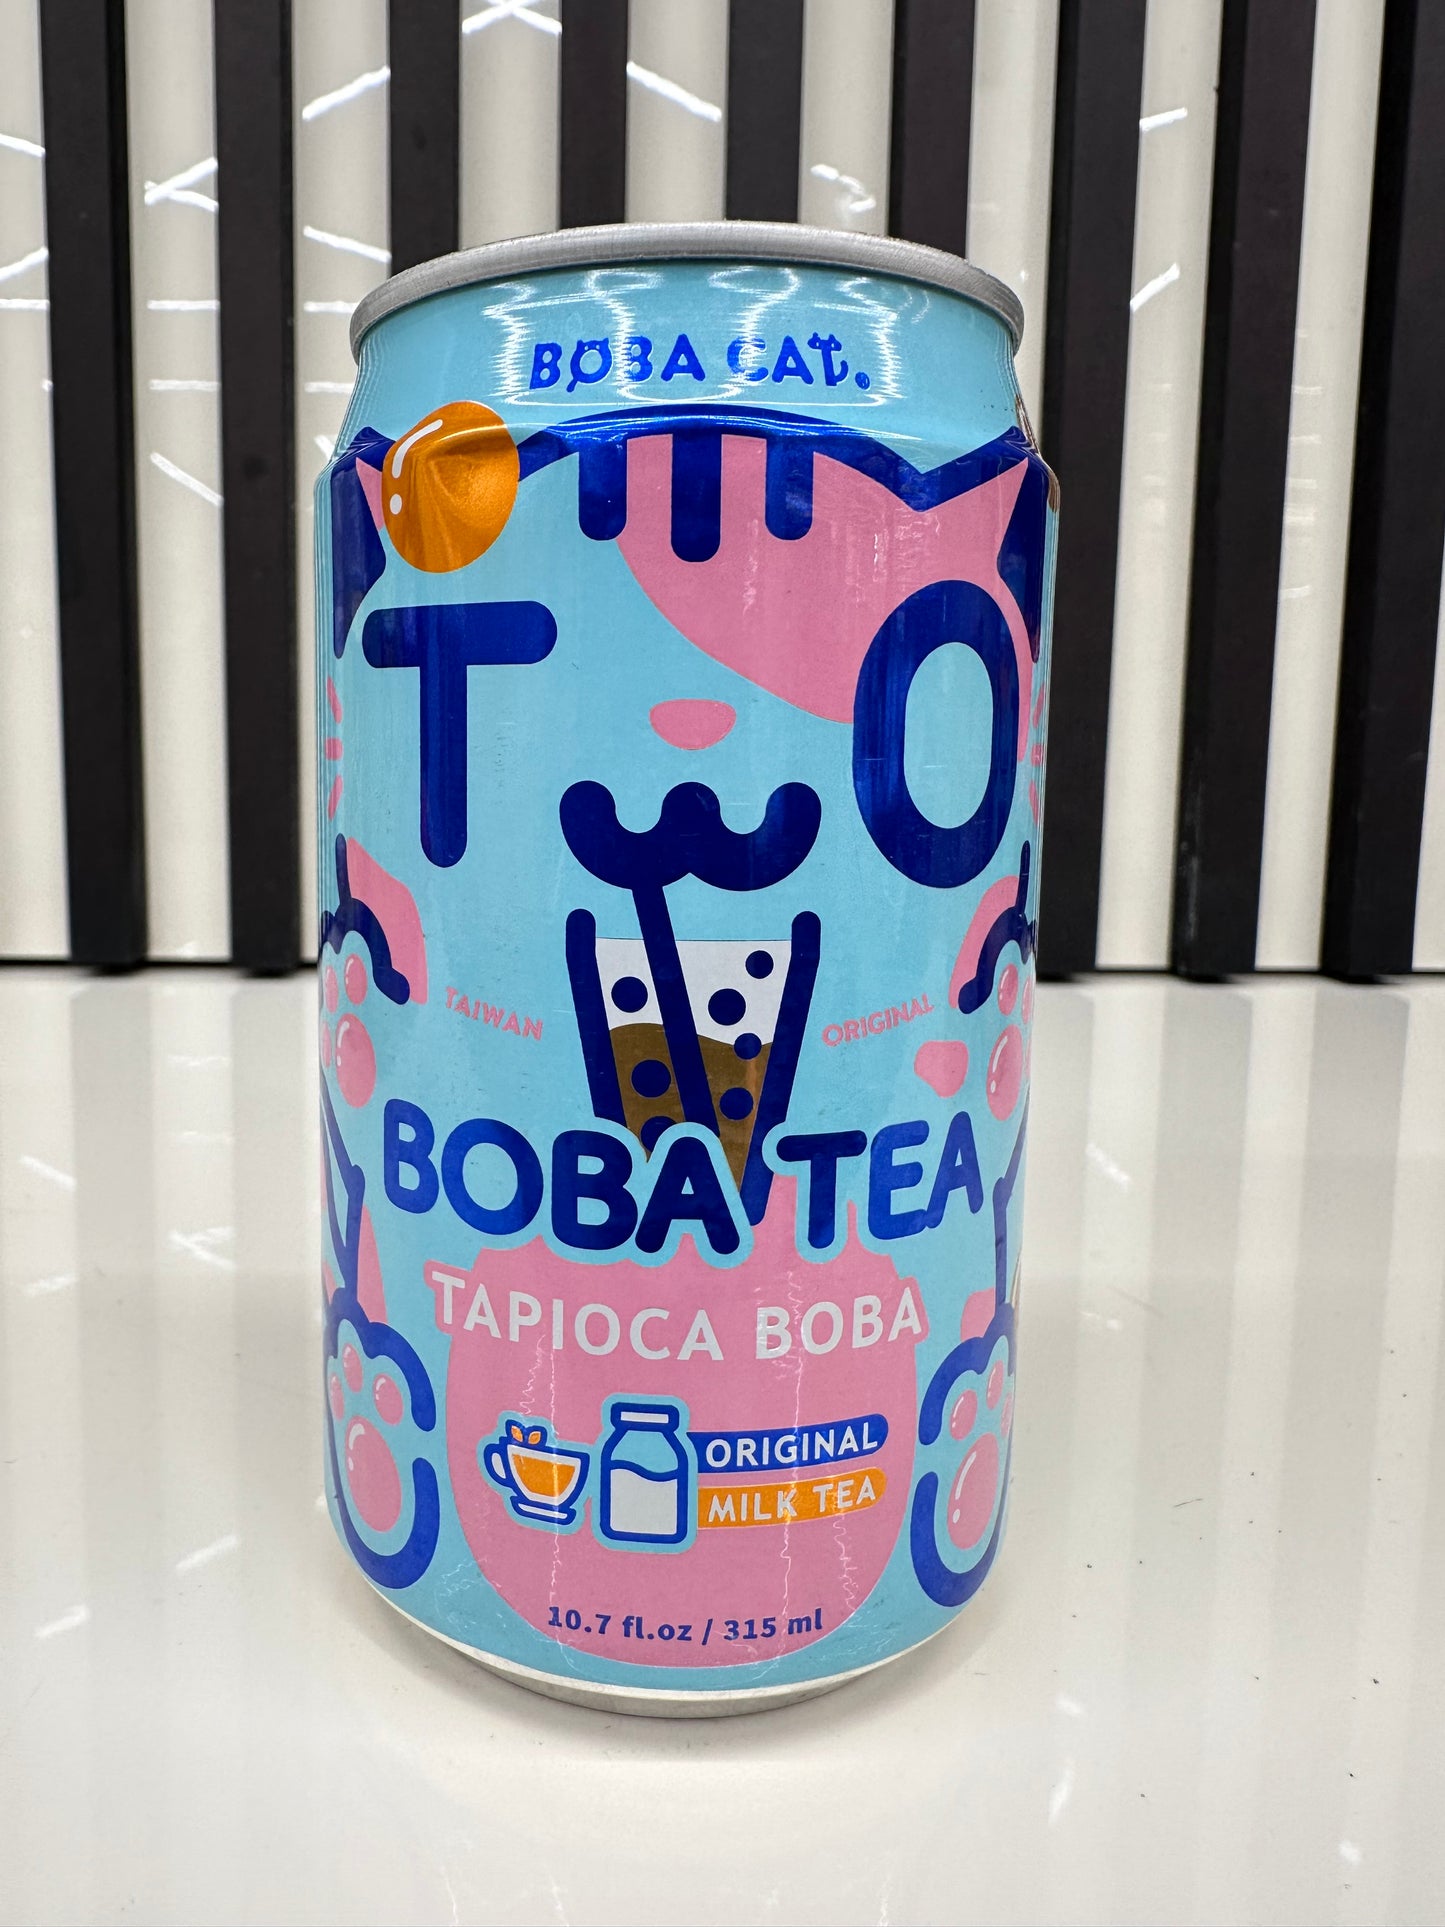 BOBA CAT®
T O
TAIWAN ORIGINAL
BOBA TEA
TAPIOCA BOBA
ORIGINAL
MILK TEA
10.7 fl.oz / 315 ml